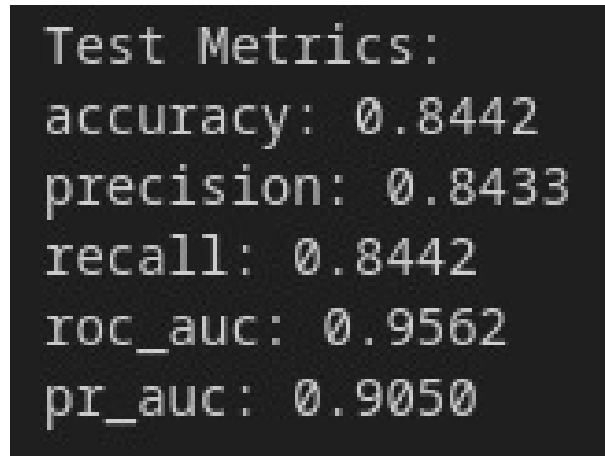 Test Metrics:
accuracy: 0.8442
precision: 0.8433
recall: 0.8442
roc_auc: 0.9562
pr_auc: 0.9050